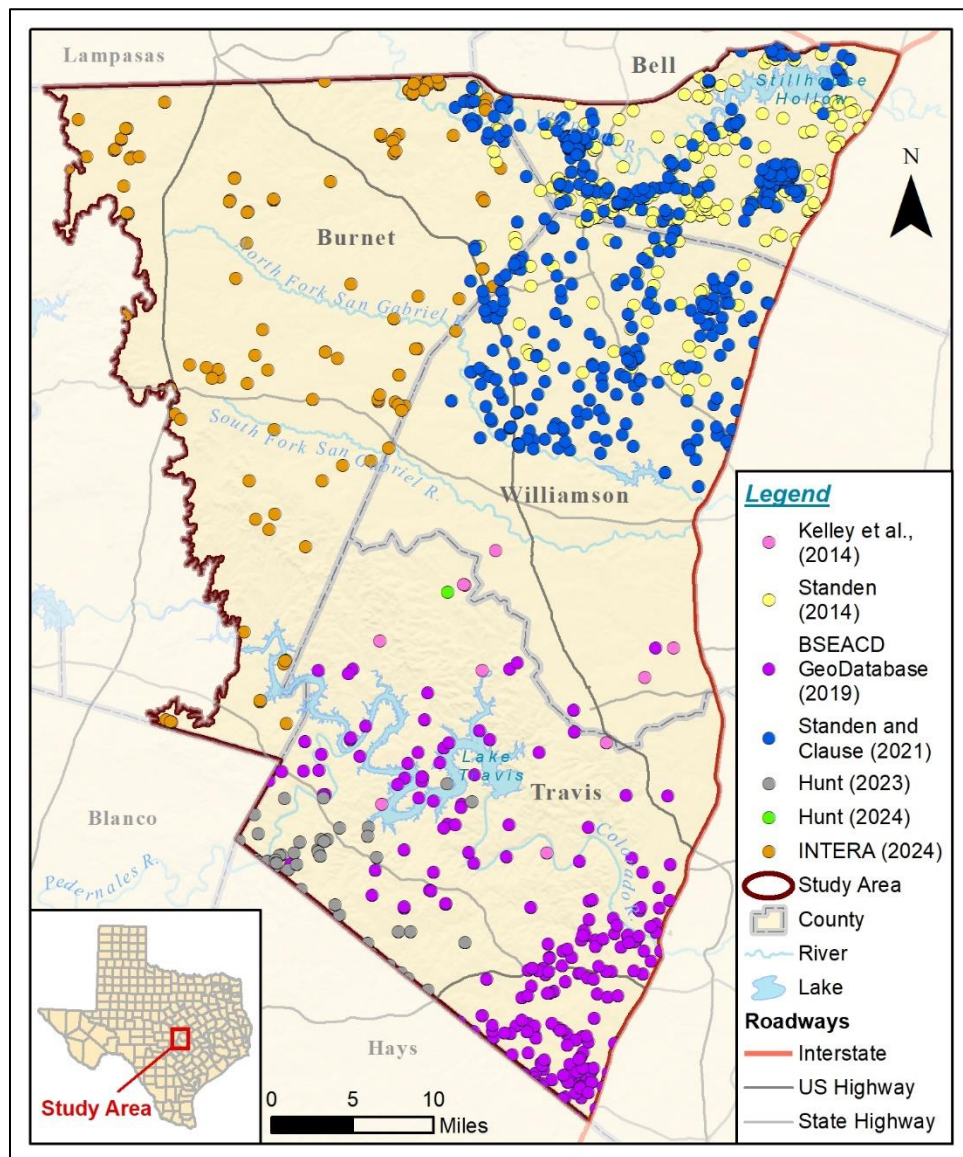 Lampasas
Bell
Stillhouse
Hollow
Lampasas R.
N
Burnet
North Fork San Gabriel R.
South Fork San Gabriel R.
Williamson
Lake
Travis
Travis
Colorado R.
Blanco
Pedernales R.
Hays
Study Area
0 5 10
Miles
Legend
Kelley et al.,
(2014)
Standen
(2014)
BSEACD
GeoDatabase
(2019)
Standen and
Clause (2021)
Hunt (2023)
Hunt (2024)
INTERA (2024)
Study Area
County
River
Lake
Roadways
Interstate
US Highway
State Highway